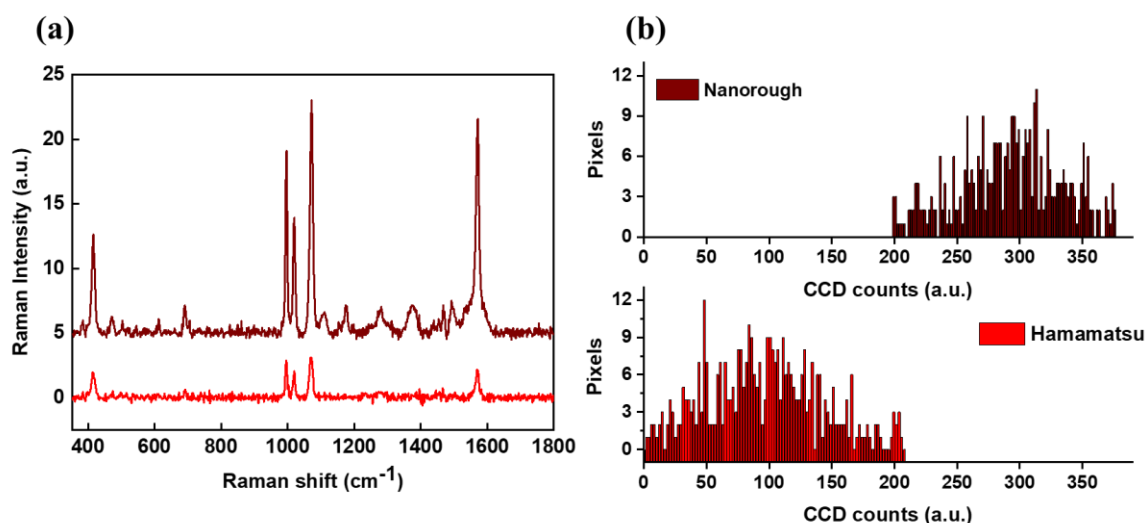 (a)
25
20
15
10
5
0
Raman Intensity (a.u.)
400 600 800 1000 1200 1400 1600 1800
Raman shift (cm-1)
(b)
12
9
6
3
0
Pixels
Nanorough
0 50 100 150 200 250 300 350
CCD counts (a.u.)
12
9
6
3
0
Pixels
Hamamatsu
0 50 100 150 200 250 300 350
CCD counts (a.u.)